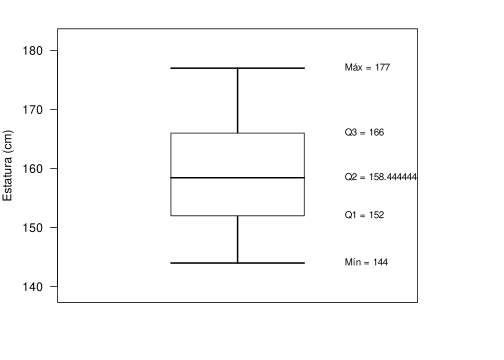 Estatura (cm)
180
170
160
150
140
Máx = 177
Q3 = 166
Q2 = 158.444444
Q1 = 152
Mín = 144